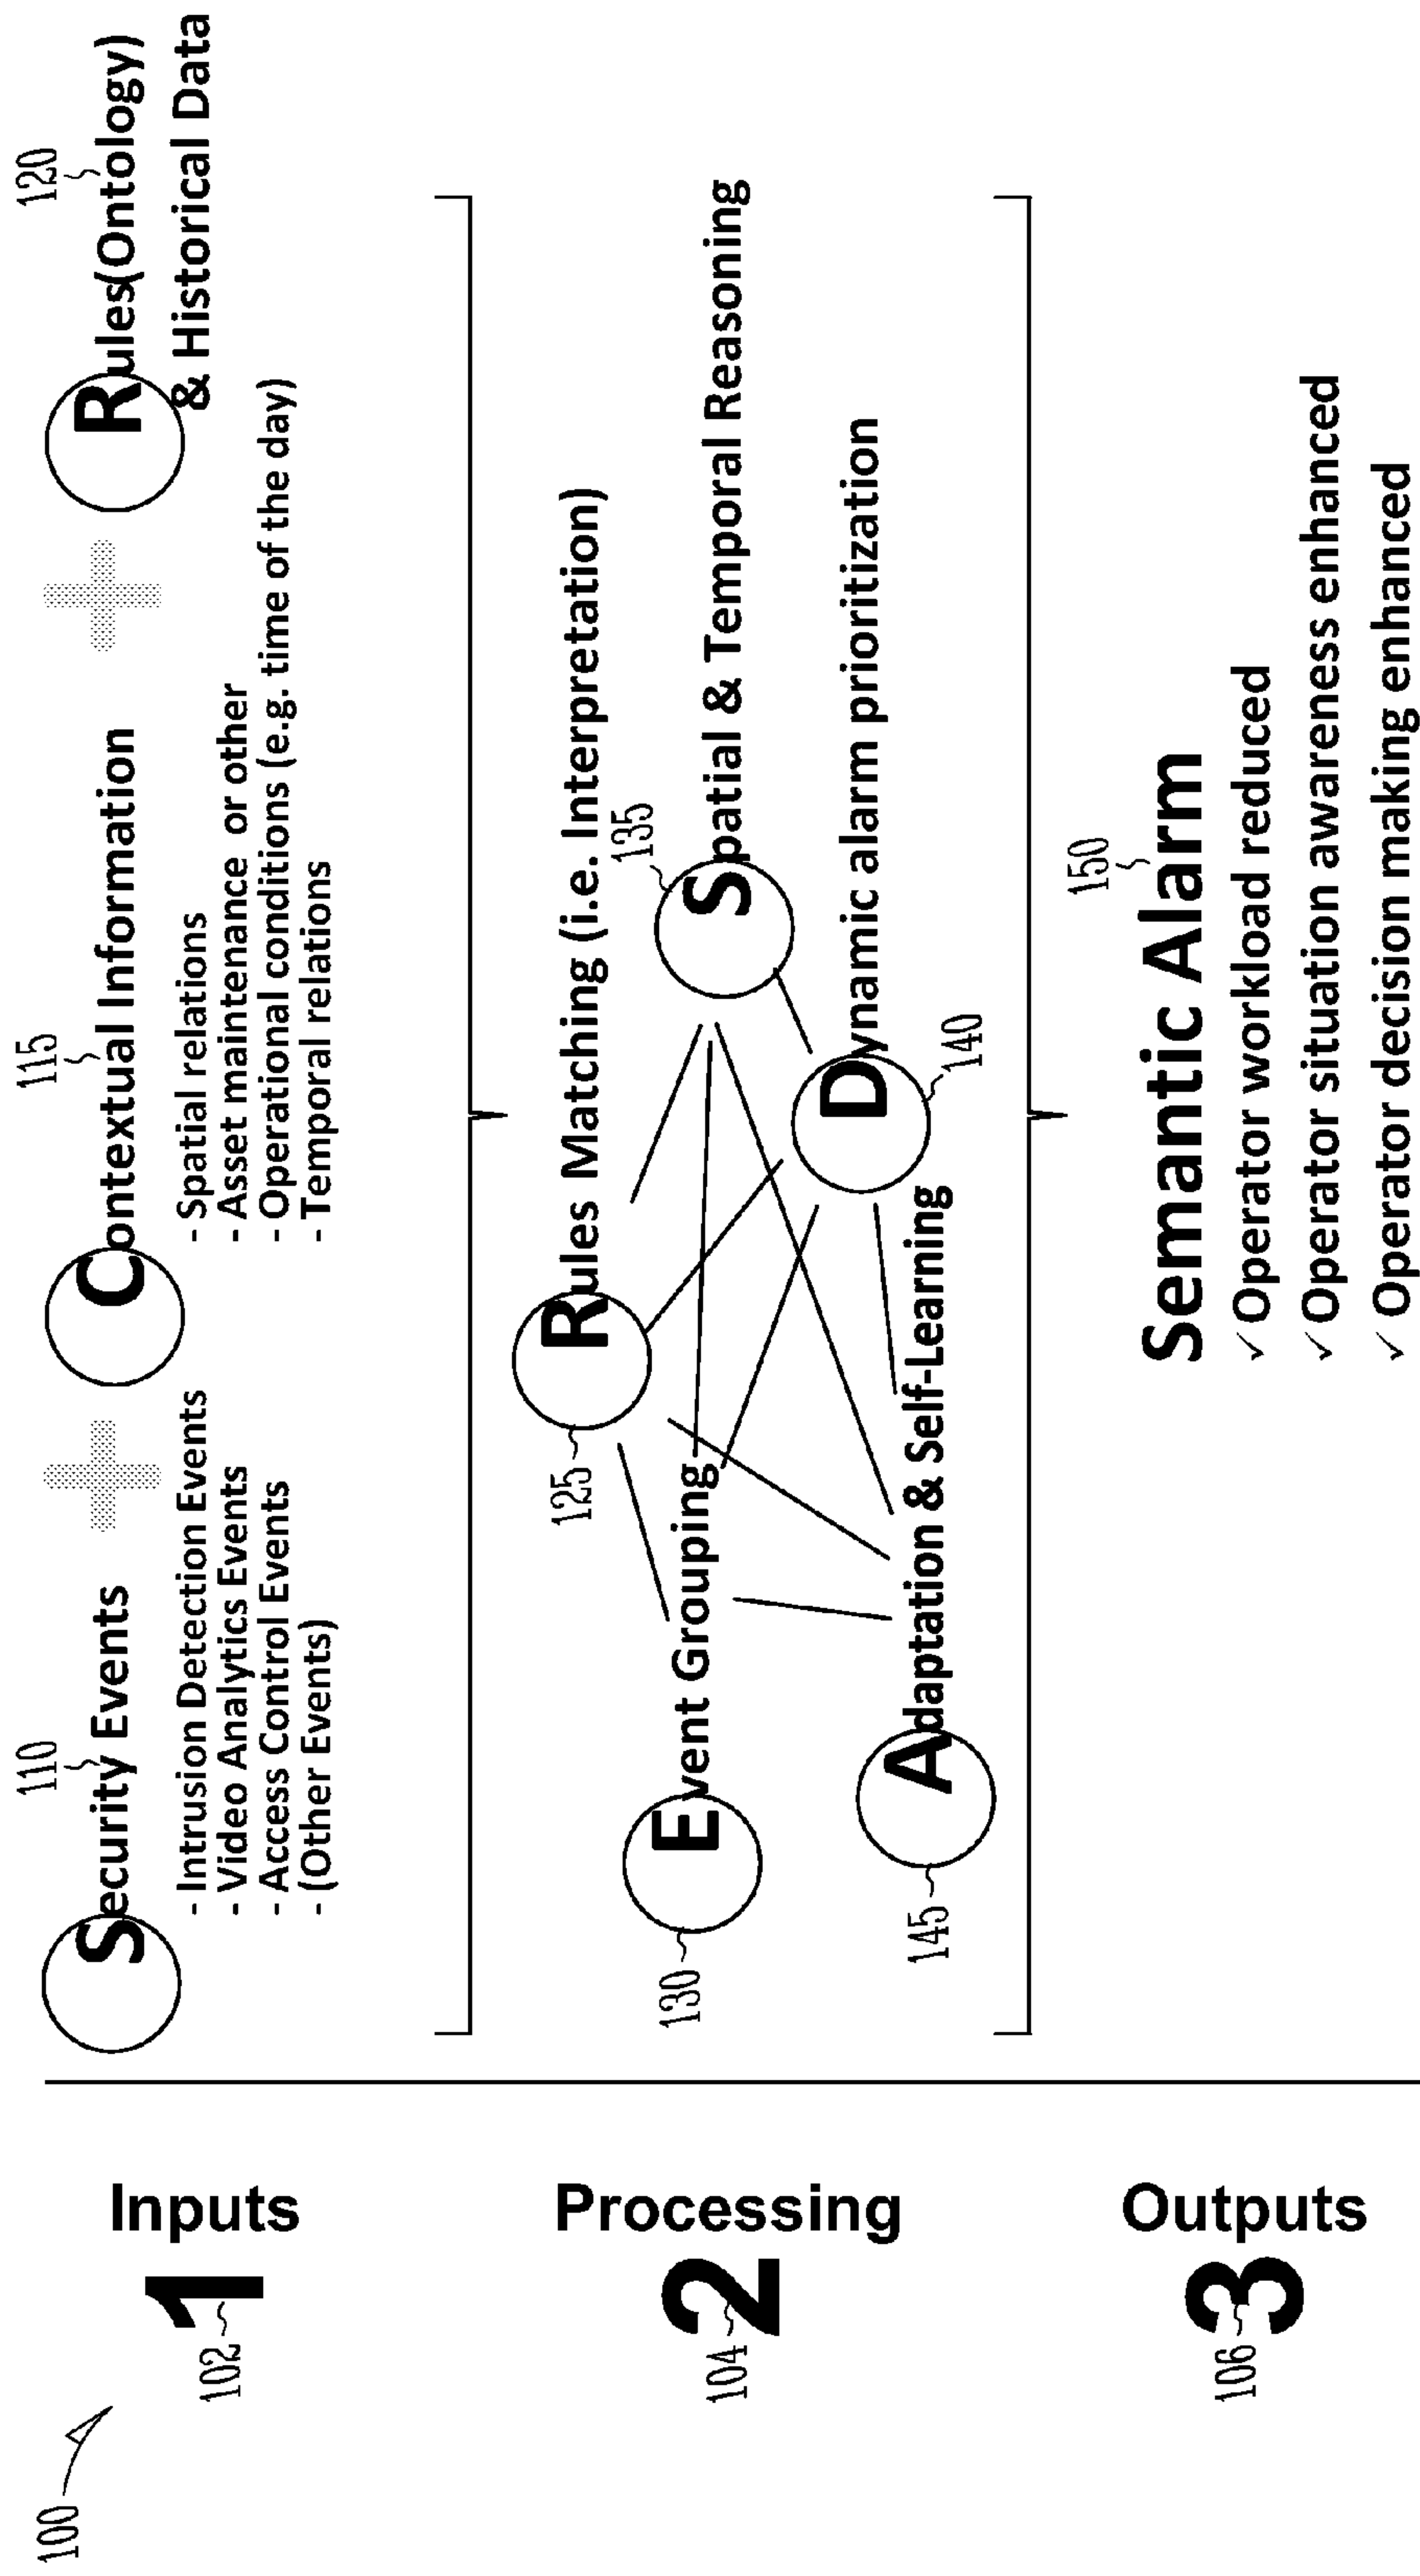 100
102
1 Inputs
110
115
120
Security Events
Contextual Information
Rules(Ontology)
& Historical Data
- Intrusion Detection Events
- Video Analytics Events
- Access Control Events
- (Other Events)
- Spatial relations
- Asset maintenance or other
- Operational conditions (e.g. time of the day)
- Temporal relations
104
2 Processing
125
Rules Matching (i.e. Interpretation)
130
Event Grouping
135
Spatial & Temporal Reasoning
Dynamic alarm prioritization
140
145
Adaptation & Self-Learning
106
3 Outputs
150
Semantic Alarm
✓ Operator workload reduced
✓ Operator situation awareness enhanced
✓ Operator decision making enhanced